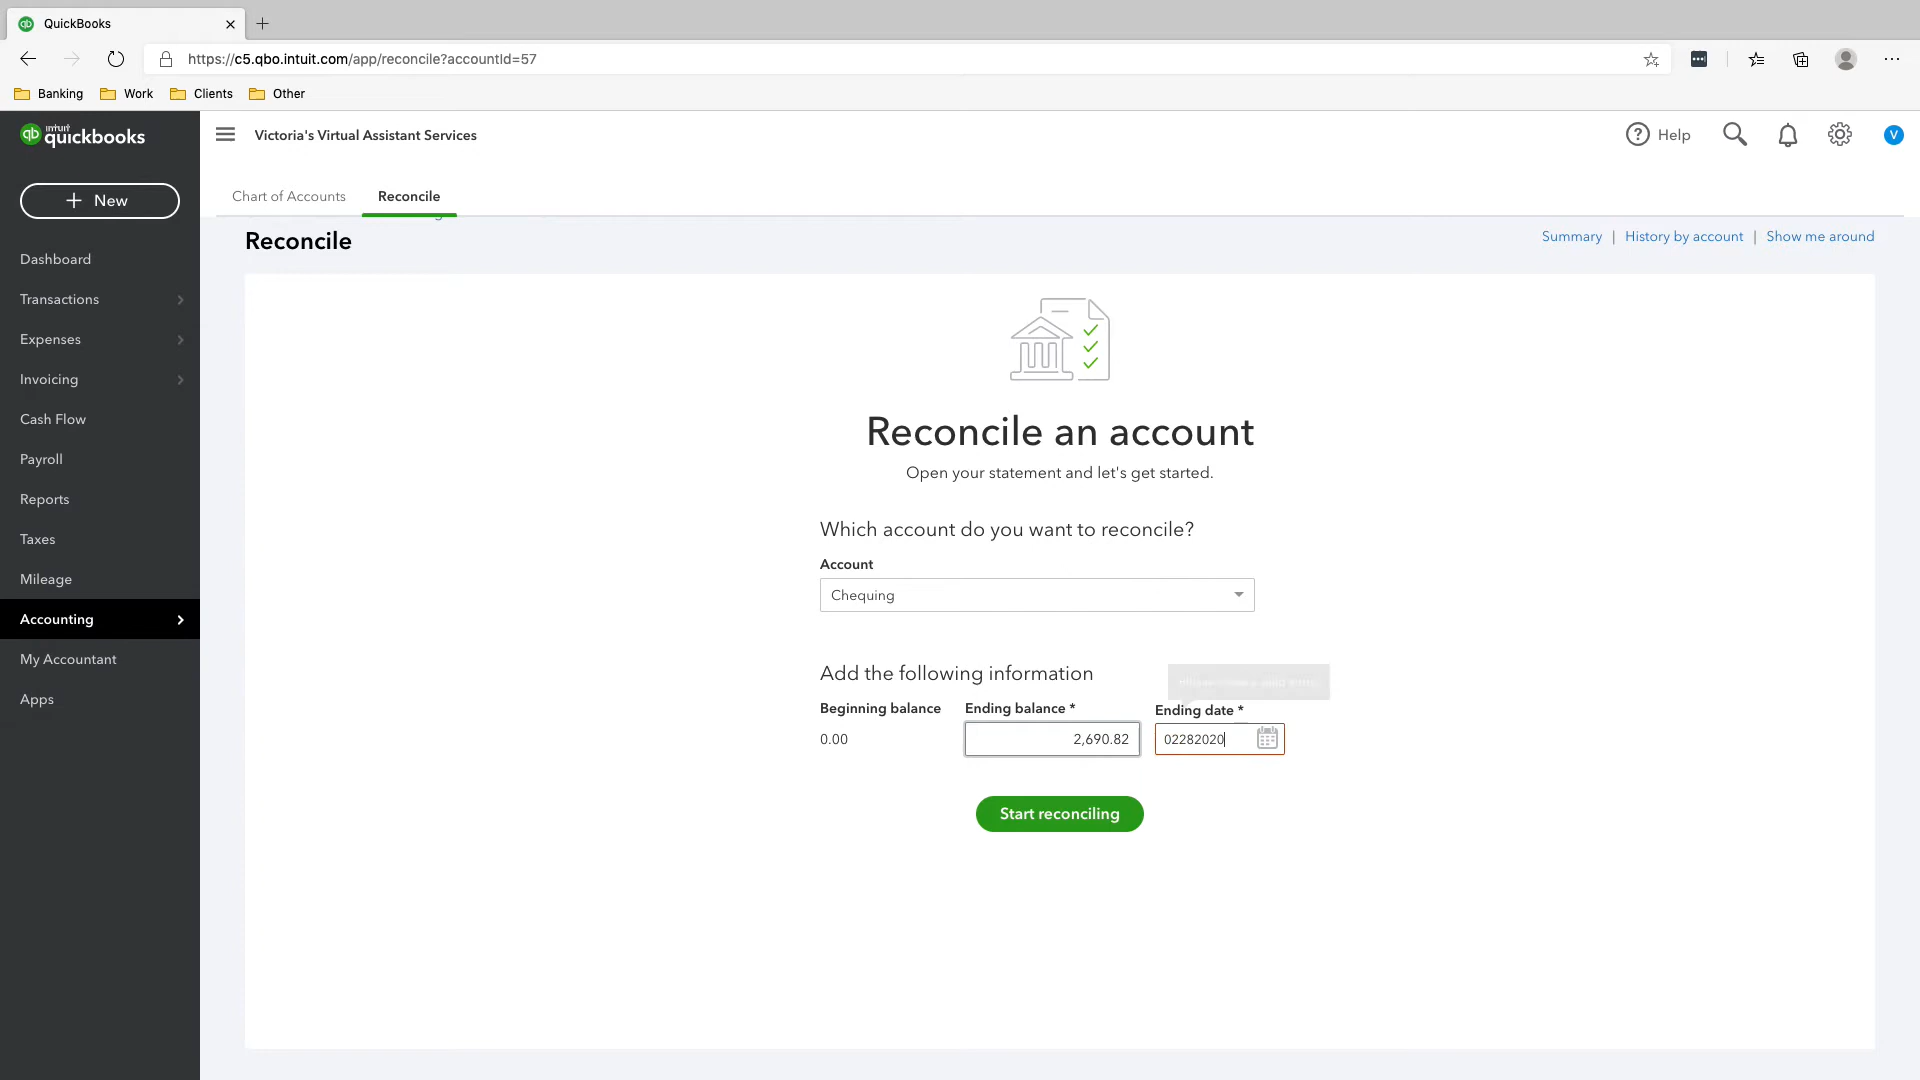 QuickBooks
https://c5.qbo.intuit.com/app/reconcile?accountId=57
Banking Work Clients Other
intuit quickbooks
Victoria's Virtual Assistant Services
Help
V
New
Chart of Accounts Reconcile
Reconcile
Summary | History by account | Show me around
Dashboard
Transactions
Expenses
Invoicing
Cash Flow
Payroll
Reports
Taxes
Mileage
Accounting
My Accountant
Apps
Reconcile an account
Open your statement and let's get started.
Which account do you want to reconcile?
Account
Chequing
Add the following information
Beginning balance Ending balance * Ending date *
0.00 2,690.82 02282020
Start reconciling